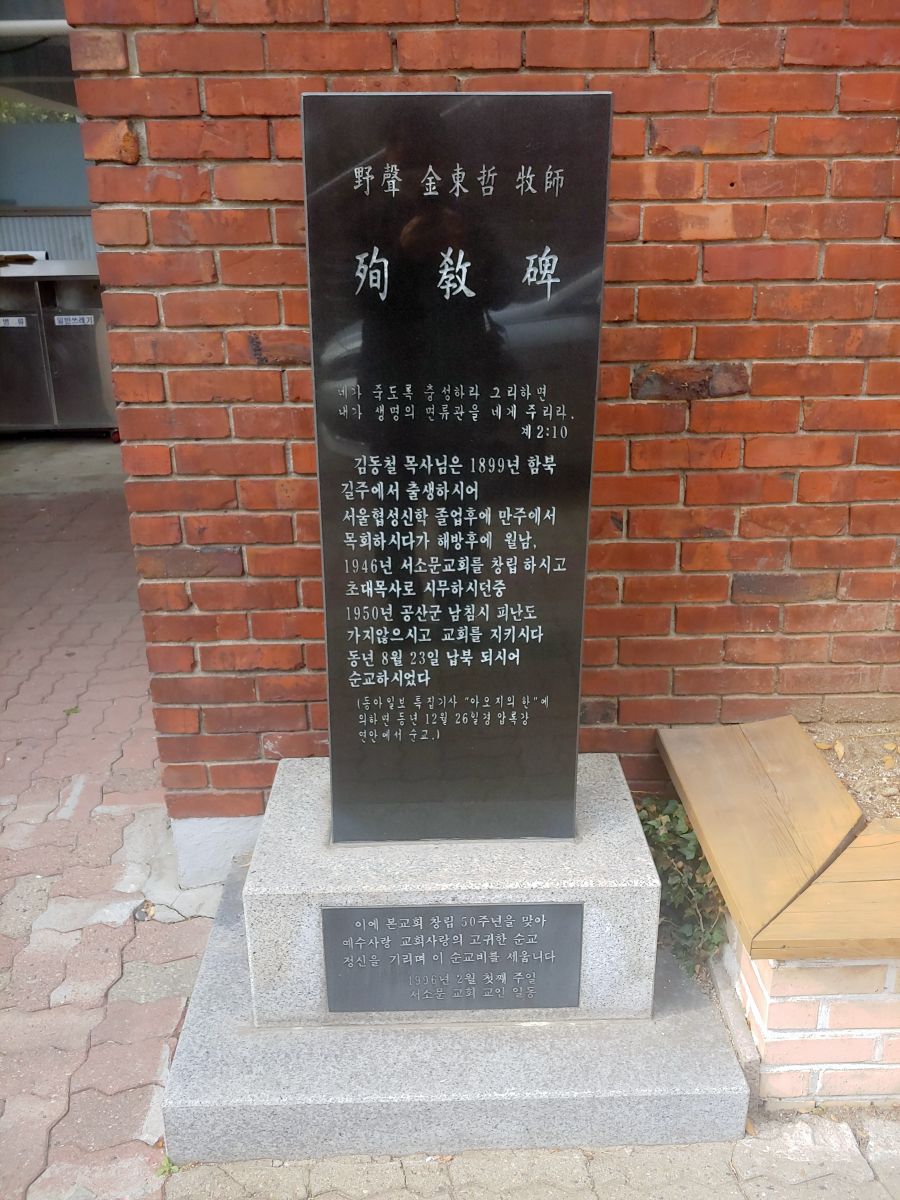 野聲 金東哲 牧師
殉敎碑
네가 죽도록 충성하라 그리하면
내가 생명의 면류관을 네게 주리라.
계2:10
김동철 목사님은 1899년 함북
길주에서 출생하시어
서울협성신학 졸업후에 만주에서
목회하시다가 해방후에 월남,
1946년 서소문교회를 창립 하시고
초대목사로 시무하시던중
1950년 공산군 남침시 피난도
가지않으시고 교회를 지키시다
동년 8월 23일 납북 되시어
순교하시었다
(동아일보 특집기사 "아오지의 한"에
의하면 동년 12월 26일경 압록강
연안에서 순교.)
이에 본교회 창립 50주년을 맞아
예수사랑 교회사랑의 고귀한 순교
정신을 기리며 이 순교비를 세웁니다
1996년 2월 첫째 주일
서소문 교회 교인 일동
병 류
일반쓰레기